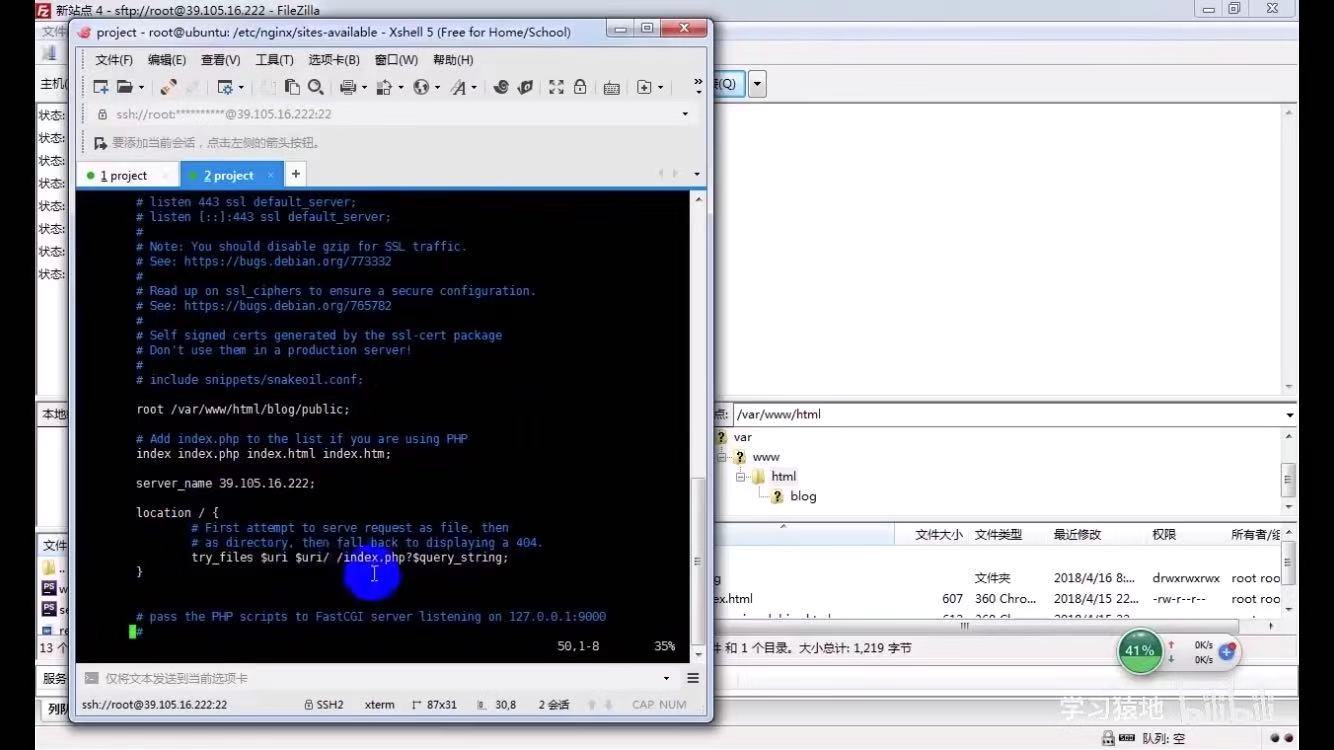 新站点 4 - sftp://root@39.105.16.222 - FileZilla
project - root@ubuntu: /etc/nginx/sites-available - Xshell 5 (Free for Home/School)
文件(F) 编辑(E) 查看(V) 工具(T) 选项卡(B) 窗口(W) 帮助(H)
主机(
(Q)
ssh://root:**********@39.105.16.222:22
要添加当前会话，点击左侧的箭头按钮。
1 project
2 project
状态:
状态:
状态:
状态:
状态:
状态:
状态:
状态:
# listen 443 ssl default_server;
# listen [::]:443 ssl default_server;
#
# Note: You should disable gzip for SSL traffic.
# See: https://bugs.debian.org/773332
#
# Read up on ssl_ciphers to ensure a secure configuration.
# See: https://bugs.debian.org/765782
#
# Self signed certs generated by the ssl-cert package
# Don't use them in a production server!
#
# include snippets/snakeoil.conf;
root /var/www/html/blog/public;
# Add index.php to the list if you are using PHP
index index.php index.html index.htm;
server_name 39.105.16.222;
location / {
# First attempt to serve request as file, then
# as directory, then fall back to displaying a 404.
try_files $uri $uri/ /index.php?$query_string;
}
# pass the PHP scripts to FastCGI server listening on 127.0.0.1:9000
#
50,1-8 35%
仅将文本发送到当前选项卡
ssh://root@39.105.16.222:22 SSH2 xterm 87x31 30,8 2 会话 CAP NUM
点: /var/www/html
var
www
html
blog
文件大小 文件类型 最近修改 权限 所有者/组
文件夹 2018/4/16 8:... drwxrwxrwx root roo
ex.html 607 360 Chro... 2018/4/15 22... -rw-r--r-- root roo
件 和 1 个目录。大小总计: 1,219 字节
41% 0K/s
0K/s
学习猿地 bilibili
队列: 空